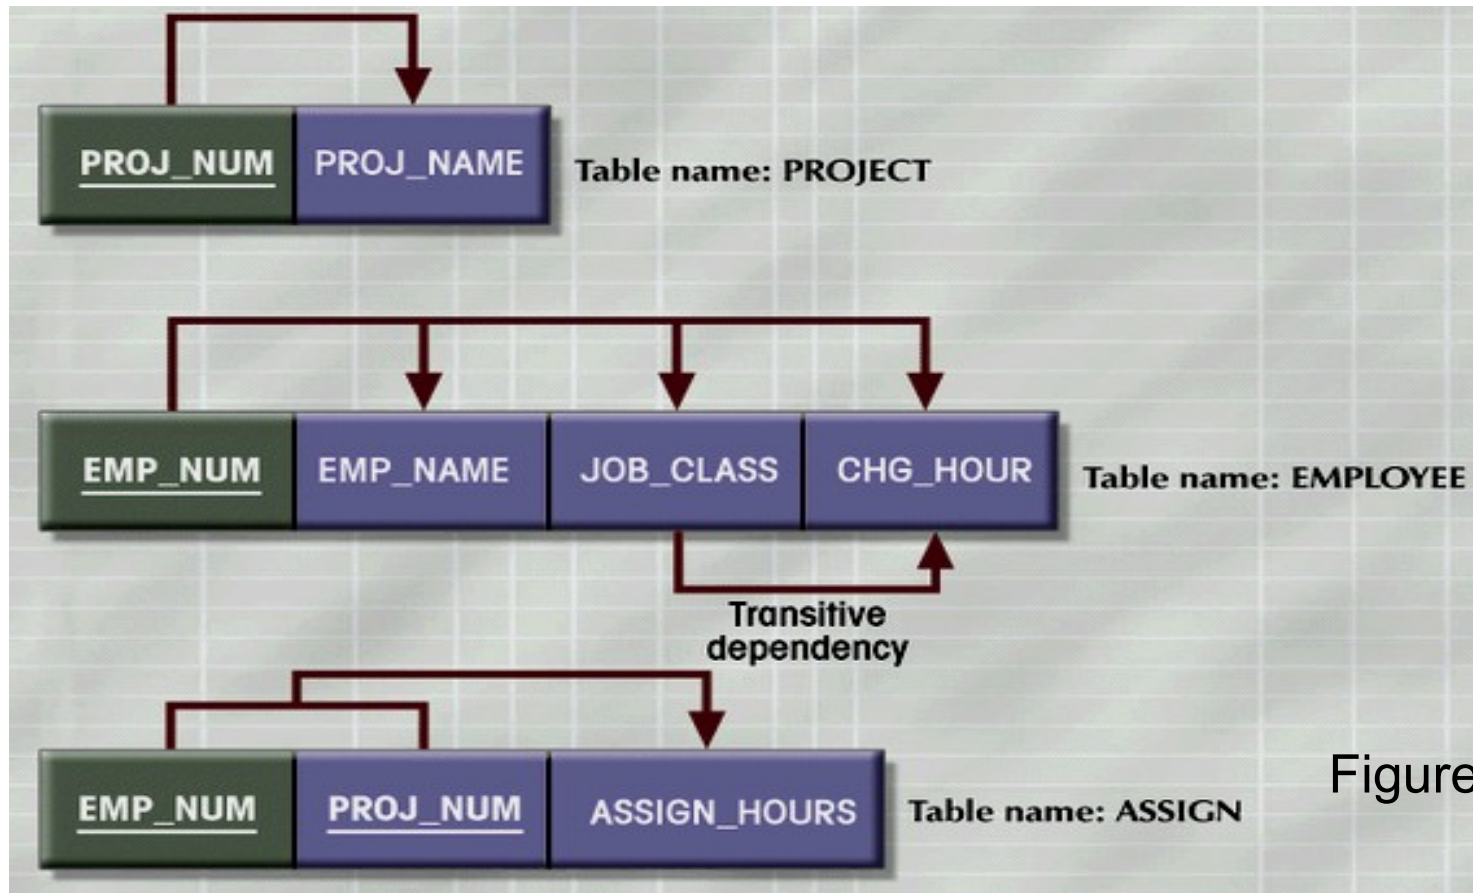 PROJ_NUM PROJ_NAME Table name: PROJECT
EMP_NUM EMP_NAME JOB_CLASS CHG_HOUR Table name: EMPLOYEE
Transitive
dependency
EMP_NUM PROJ_NUM ASSIGN_HOURS Table name: ASSIGN
Figure